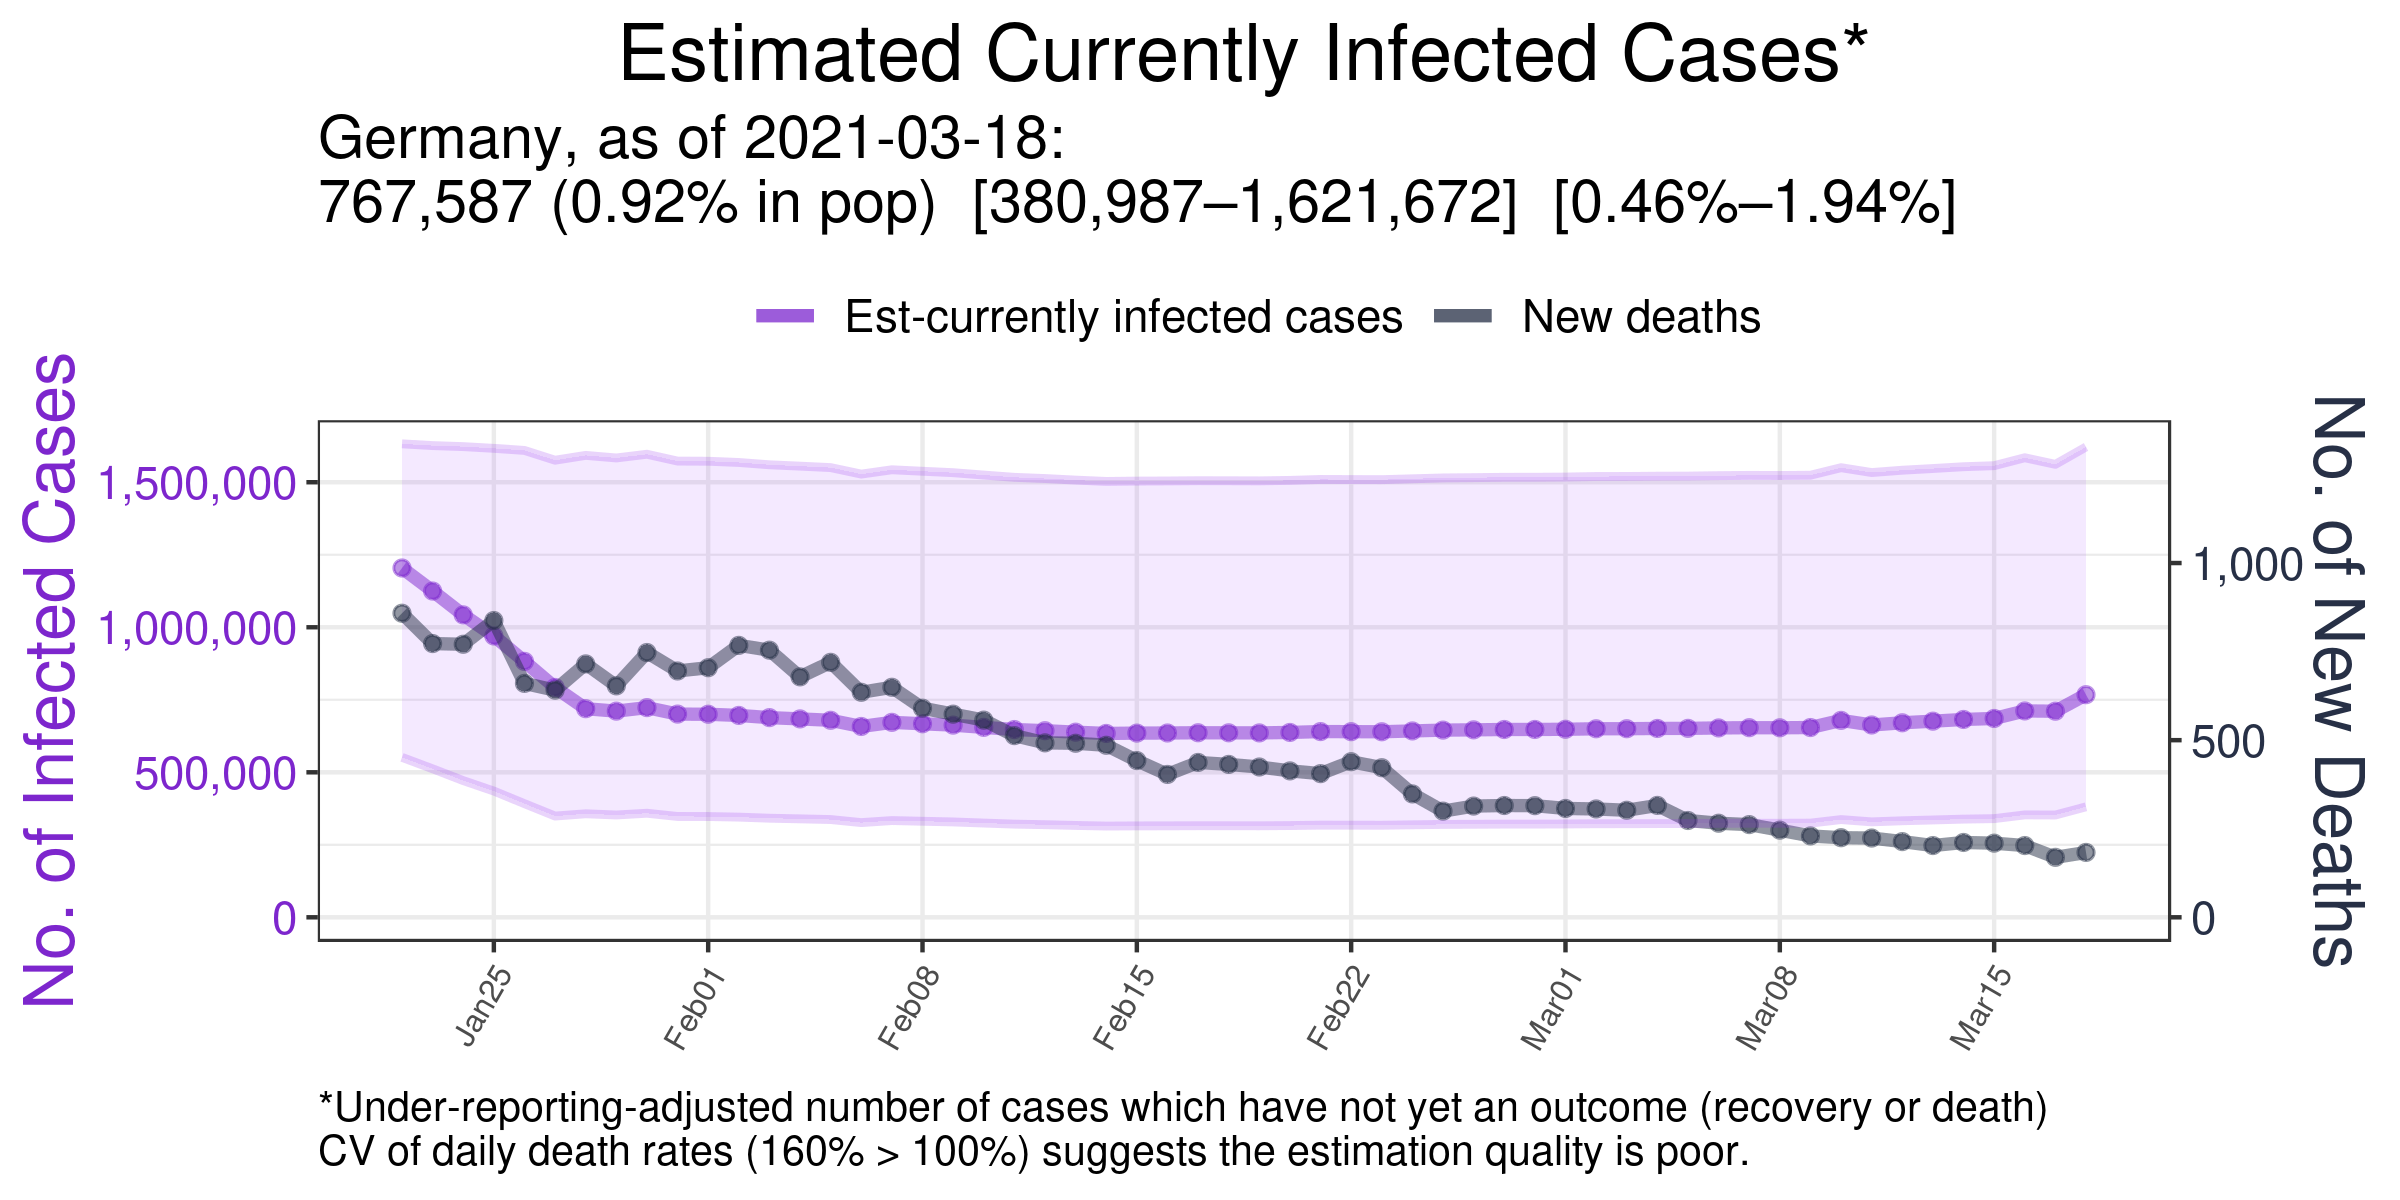 Estimated Currently Infected Cases*
Germany, as of 2021-03-18:
767,587 (0.92% in pop)  [380,987–1,621,672]  [0.46%–1.94%]
Est-currently infected cases
New deaths
No. of Infected Cases
1,500,000
1,000,000
500,000
0
No. of New Deaths
1,000
500
0
Jan25
Feb01
Feb08
Feb15
Feb22
Mar01
Mar08
Mar15
*Under-reporting-adjusted number of cases which have not yet an outcome (recovery or death)
CV of daily death rates (160% > 100%) suggests the estimation quality is poor.